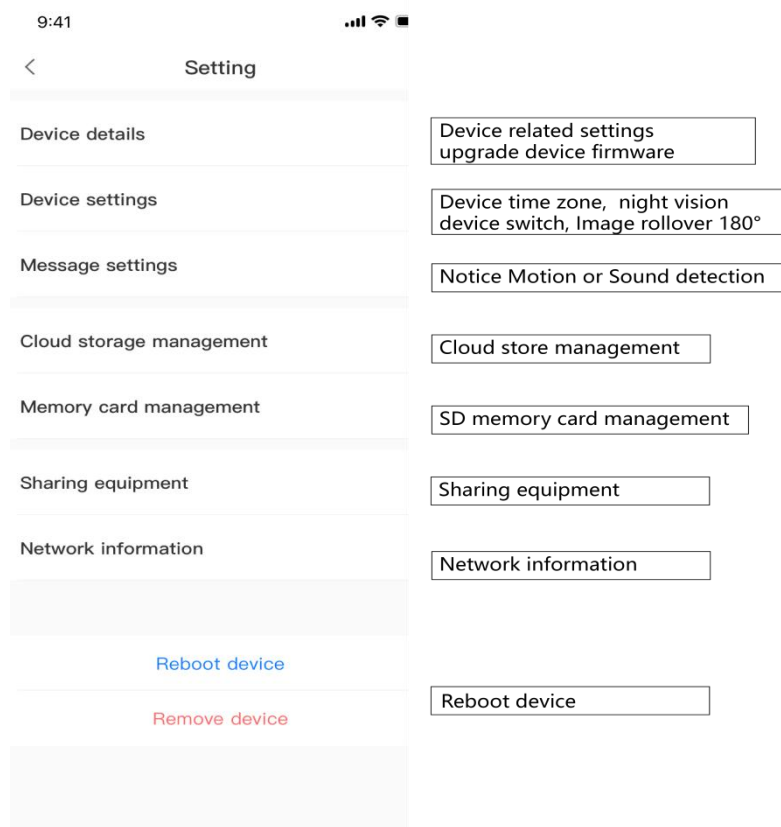 9:41
Setting
Device details
Device related settings
upgrade device firmware
Device settings
Device time zone, night vision
device switch, Image rollover 180°
Message settings
Notice Motion or Sound detection
Cloud storage management
Cloud store management
Memory card management
SD memory card management
Sharing equipment
Sharing equipment
Network information
Network information
Reboot device
Remove device
Reboot device